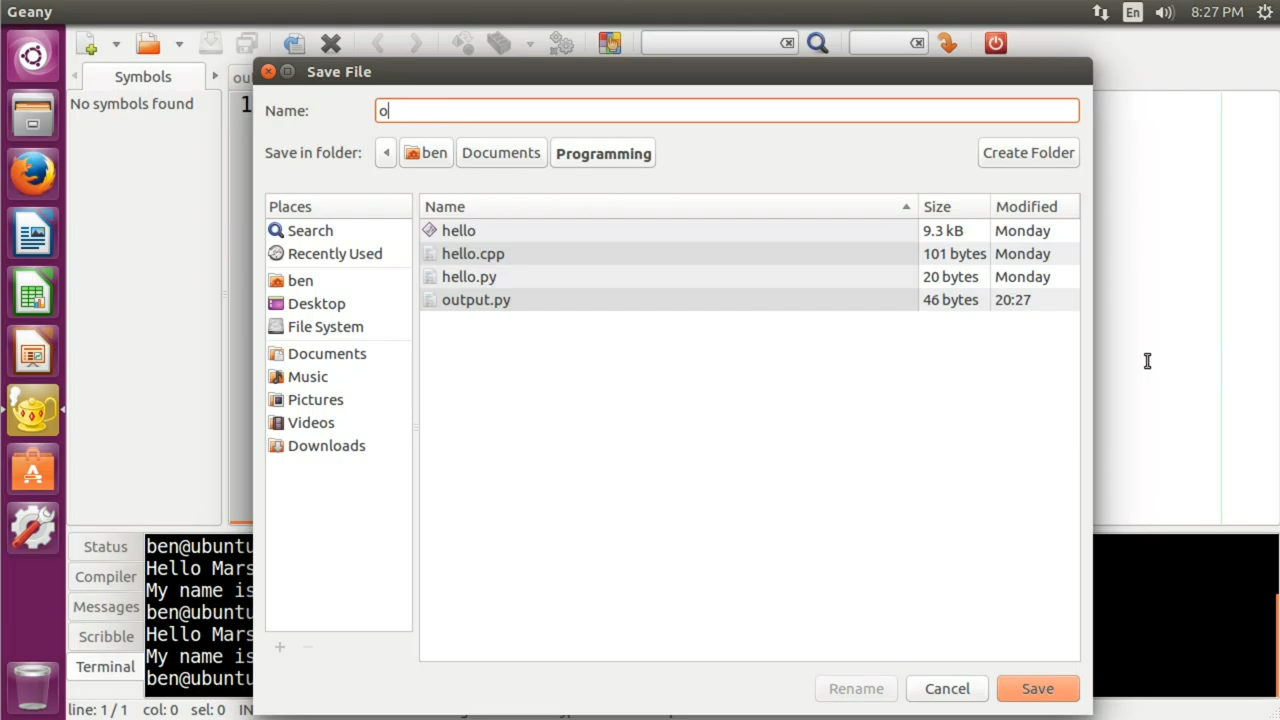 Geany
En
8:27 PM
Symbols
ou
No symbols found
1
Save File
Name:
o
Save in folder:
ben
Documents
Programming
Create Folder
Places
Name
Size
Modified
Search
hello
9.3 kB
Monday
Recently Used
hello.cpp
101 bytes
Monday
ben
hello.py
20 bytes
Monday
Desktop
output.py
46 bytes
20:27
File System
Documents
Music
Pictures
Videos
Downloads
Status
Compiler
Messages
Scribble
Terminal
ben@ubuntu
Hello Mars
My name is
ben@ubuntu
Hello Mars
My name is
ben@ubuntu
Rename
Cancel
Save
line: 1 / 1
col: 0
sel: 0
IN